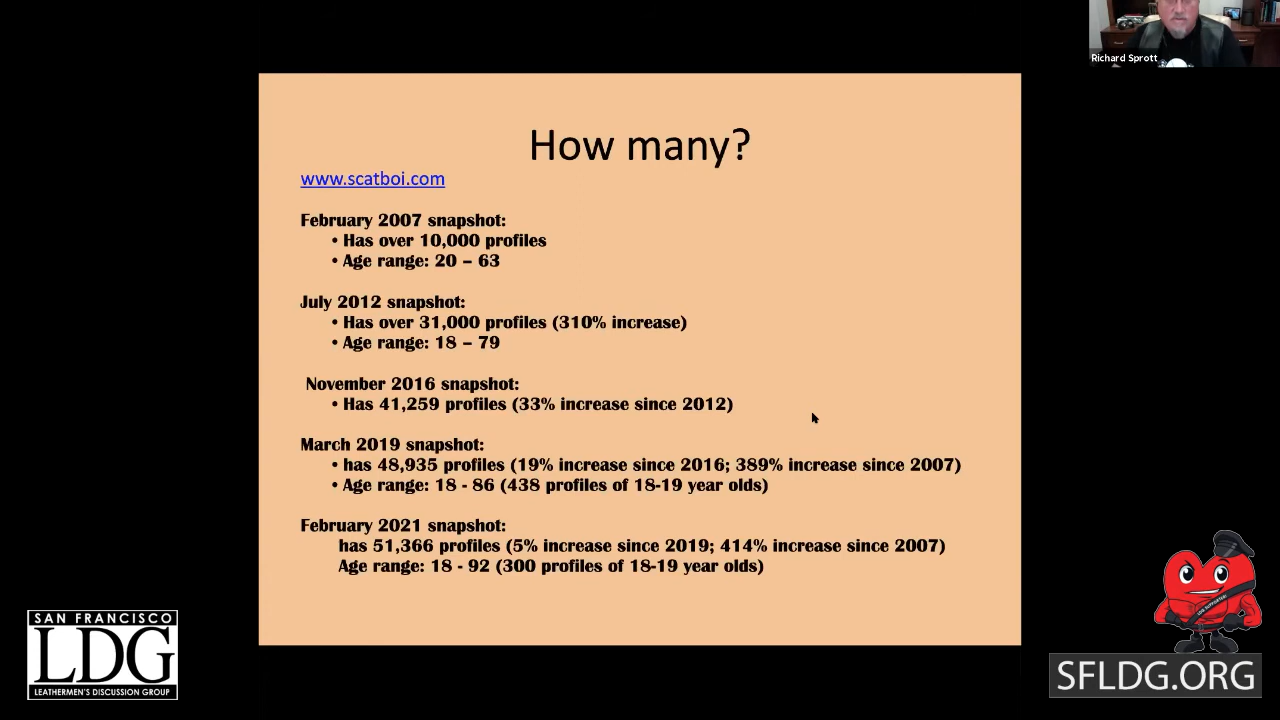 Richard Sprott
How many?
www.scatboi.com
February 2007 snapshot:
• Has over 10,000 profiles
• Age range: 20 – 63
July 2012 snapshot:
• Has over 31,000 profiles (310% increase)
• Age range: 18 – 79
November 2016 snapshot:
• Has 41,259 profiles (33% increase since 2012)
March 2019 snapshot:
• has 48,935 profiles (19% increase since 2016; 389% increase since 2007)
• Age range: 18 - 86 (438 profiles of 18-19 year olds)
February 2021 snapshot:
has 51,366 profiles (5% increase since 2019; 414% increase since 2007)
Age range: 18 - 92 (300 profiles of 18-19 year olds)
SAN FRANCISCO
LDG
LEATHERMEN'S DISCUSSION GROUP
LDG SUPPORTER!
SFLDG.ORG